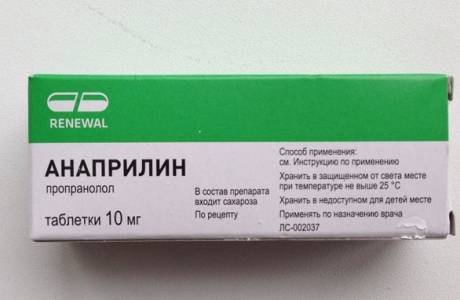 RENEWAL
АНАПРИЛИН
пропранолол
таблетки 10 мг
В состав препарата
входит сахароза
По рецепту
Способ применения:
см. Инструкцию по применению
Хранить в защищенном от света месте
при температуре не выше 25 °С
Хранить в недоступном для детей месте
Применять по назначению врача
ЛС-002037